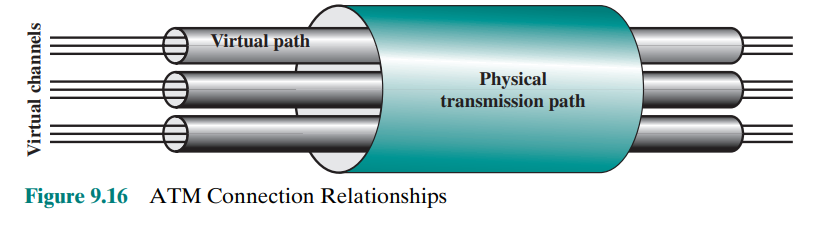 Virtual channels
Virtual path
Physical
transmission path
Figure 9.16 ATM Connection Relationships